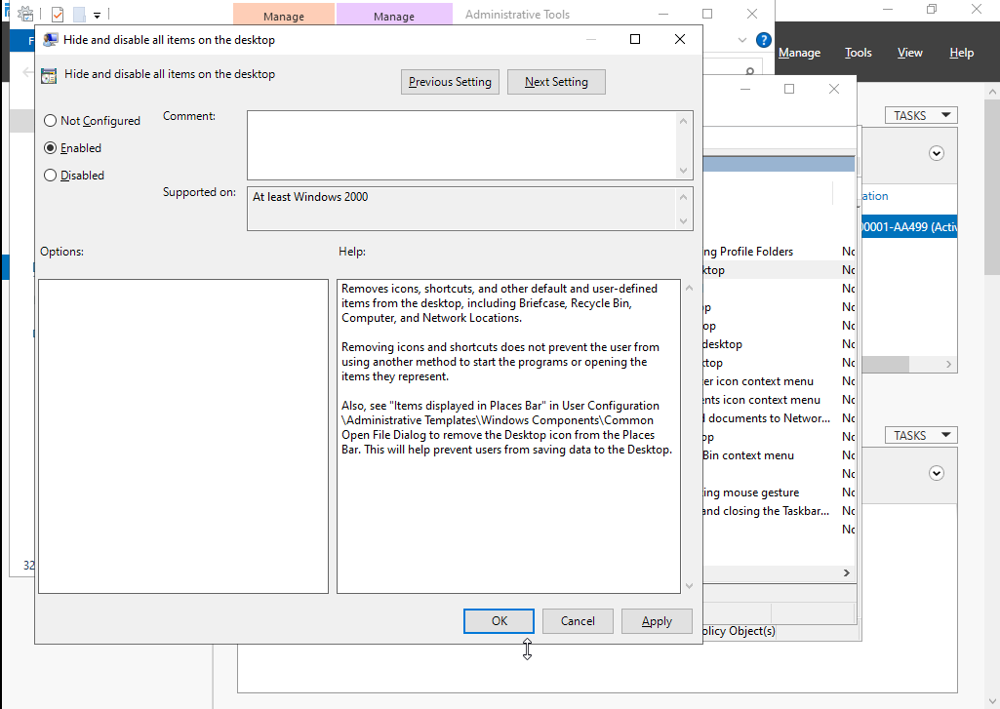 Manage
Manage
Administrative Tools
Hide and disable all items on the desktop
Manage
Tools
View
Help
Hide and disable all items on the desktop
Previous Setting
Next Setting
Not Configured
Enabled
Disabled
Comment:
Supported on:
At least Windows 2000
Options:
Help:
Removes icons, shortcuts, and other default and user-defined
items from the desktop, including Briefcase, Recycle Bin,
Computer, and Network Locations.
Removing icons and shortcuts does not prevent the user from
using another method to start the programs or opening the
items they represent.
Also, see "Items displayed in Places Bar" in User Configuration
\Administrative Templates\Windows Components\Common
Open File Dialog to remove the Desktop icon from the Places
Bar. This will help prevent users from saving data to the Desktop.
OK
Cancel
Apply
F
32
ng Profile Folders No
ktop No
No
op No
op No
desktop No
ktop No
er icon context menu No
ents icon context menu No
d documents to Networ... No
op No
Bin context menu No
No
ing mouse gesture No
and closing the Taskbar... No
No
olicy Object(s)
TASKS
ation
00001-AA499 (Activ
TASKS